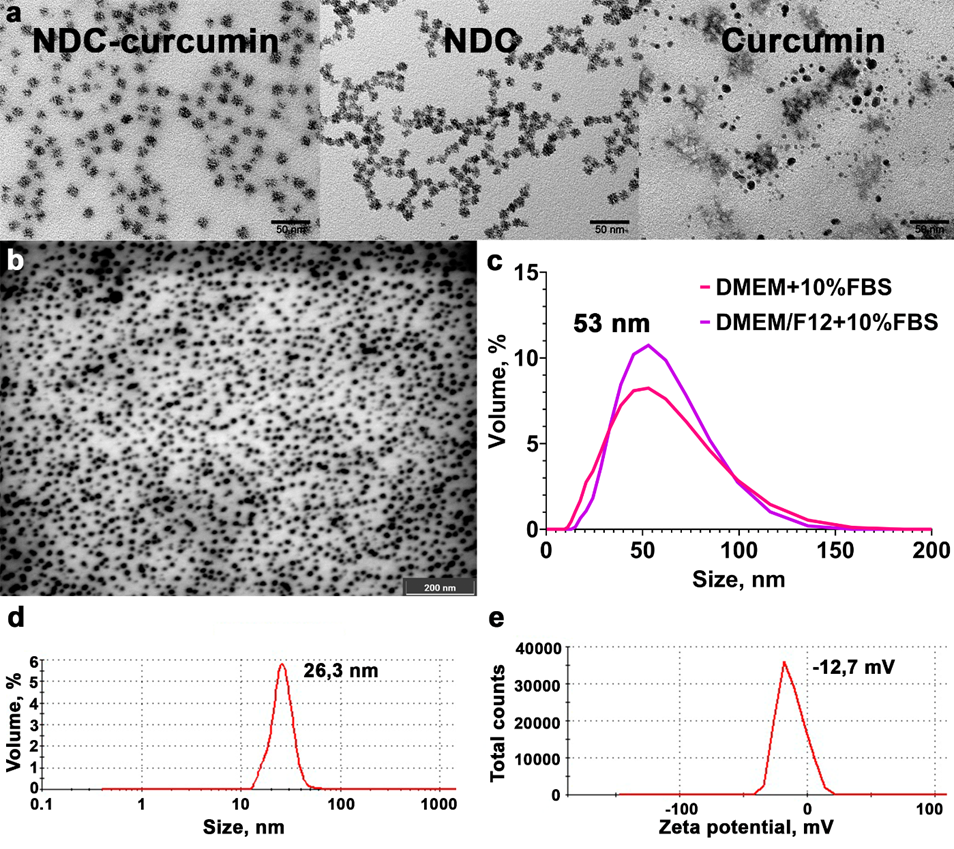 a
NDC-curcumin
NDC
Curcumin
50 nm
50 nm
50 nm
b
200 nm
c
15
10
5
0
Volume, %
DMEM+10%FBS
DMEM/F12+10%FBS
53 nm
0 50 100 150 200
Size, nm
d
6
5
4
3
2
1
0
Volume, %
26,3 nm
0.1 1 10 100 1000
Size, nm
e
40000
30000
20000
10000
0
Total counts
-12,7 mV
-100 0 100
Zeta potential, mV